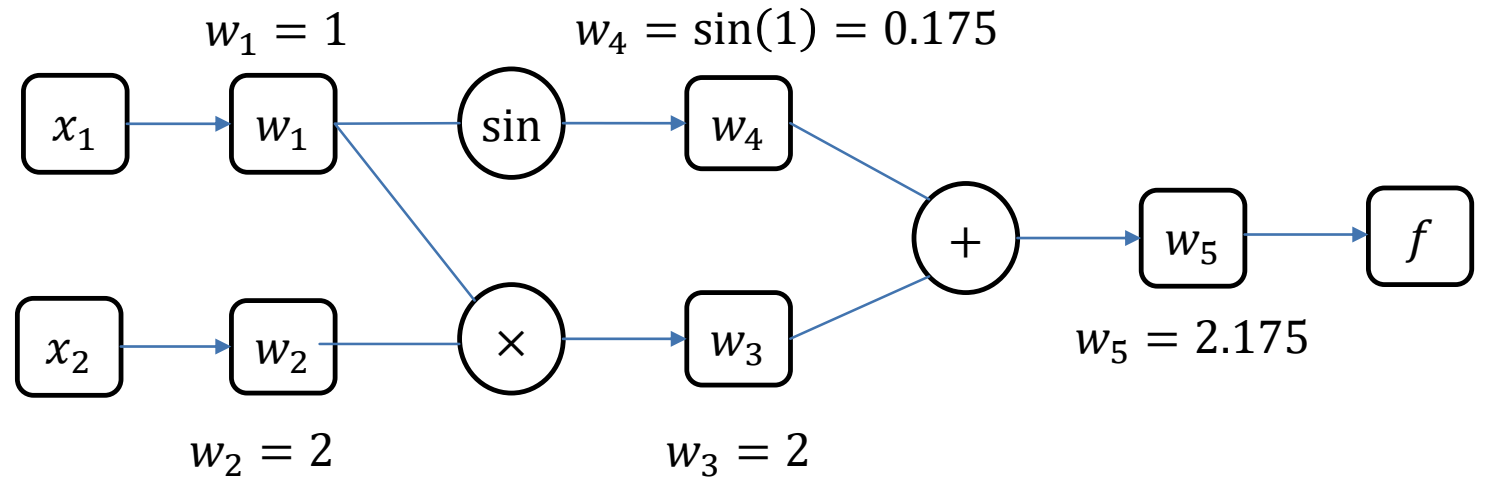 w₁ = 1
w₄ = sin(1) = 0.175
x₁
w₁
sin
w₄
+
w₅
f
x₂
w₂
×
w₃
w₅ = 2.175
w₂ = 2
w₃ = 2